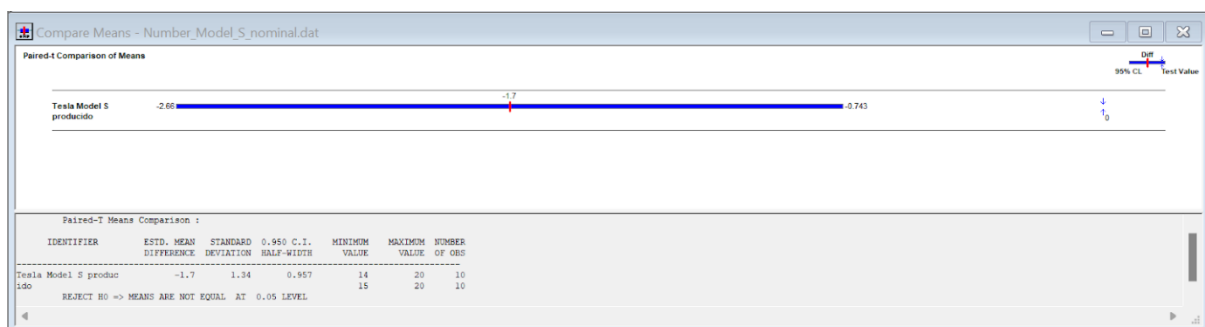 Compare Means - Number_Model_S_nominal.dat
Paired-t Comparison of Means
Diff
95% CL Test Value
-1.7
Tesla Model S -2.66 -0.743
producido 0
Paired-T Means Comparison :
IDENTIFIER ESTD. MEAN STANDARD 0.950 C.I. MINIMUM MAXIMUM NUMBER
DIFFERENCE DEVIATION HALF-WIDTH VALUE VALUE OF OBS
Tesla Model S produc -1.7 1.34 0.957 14 20 10
ido 15 20 10
REJECT H0 => MEANS ARE NOT EQUAL AT 0.05 LEVEL